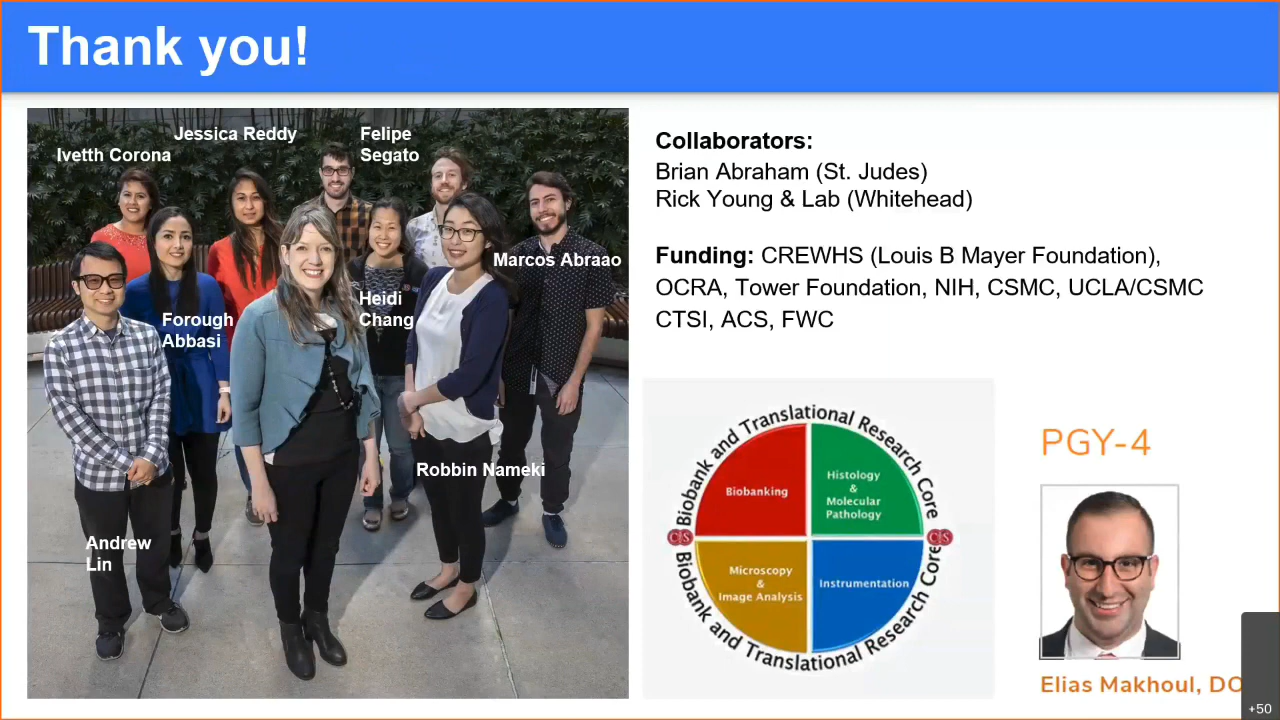 Thank you!
Jessica Reddy
Felipe
Segato
Ivetth Corona
Marcos Abraao
Heidi
Chang
Forough
Abbasi
Robbin Nameki
Andrew
Lin
Collaborators:
Brian Abraham (St. Judes)
Rick Young & Lab (Whitehead)
Funding: CREWHS (Louis B Mayer Foundation),
OCRA, Tower Foundation, NIH, CSMC, UCLA/CSMC
CTSI, ACS, FWC
Biobank and Translational Research Core
Biobanking
Histology
&
Molecular
Pathology
CS
CS
Microscopy
&
Image Analysis
Instrumentation
Biobank and Translational Research Core
PGY-4
Elias Makhoul, DO
+50